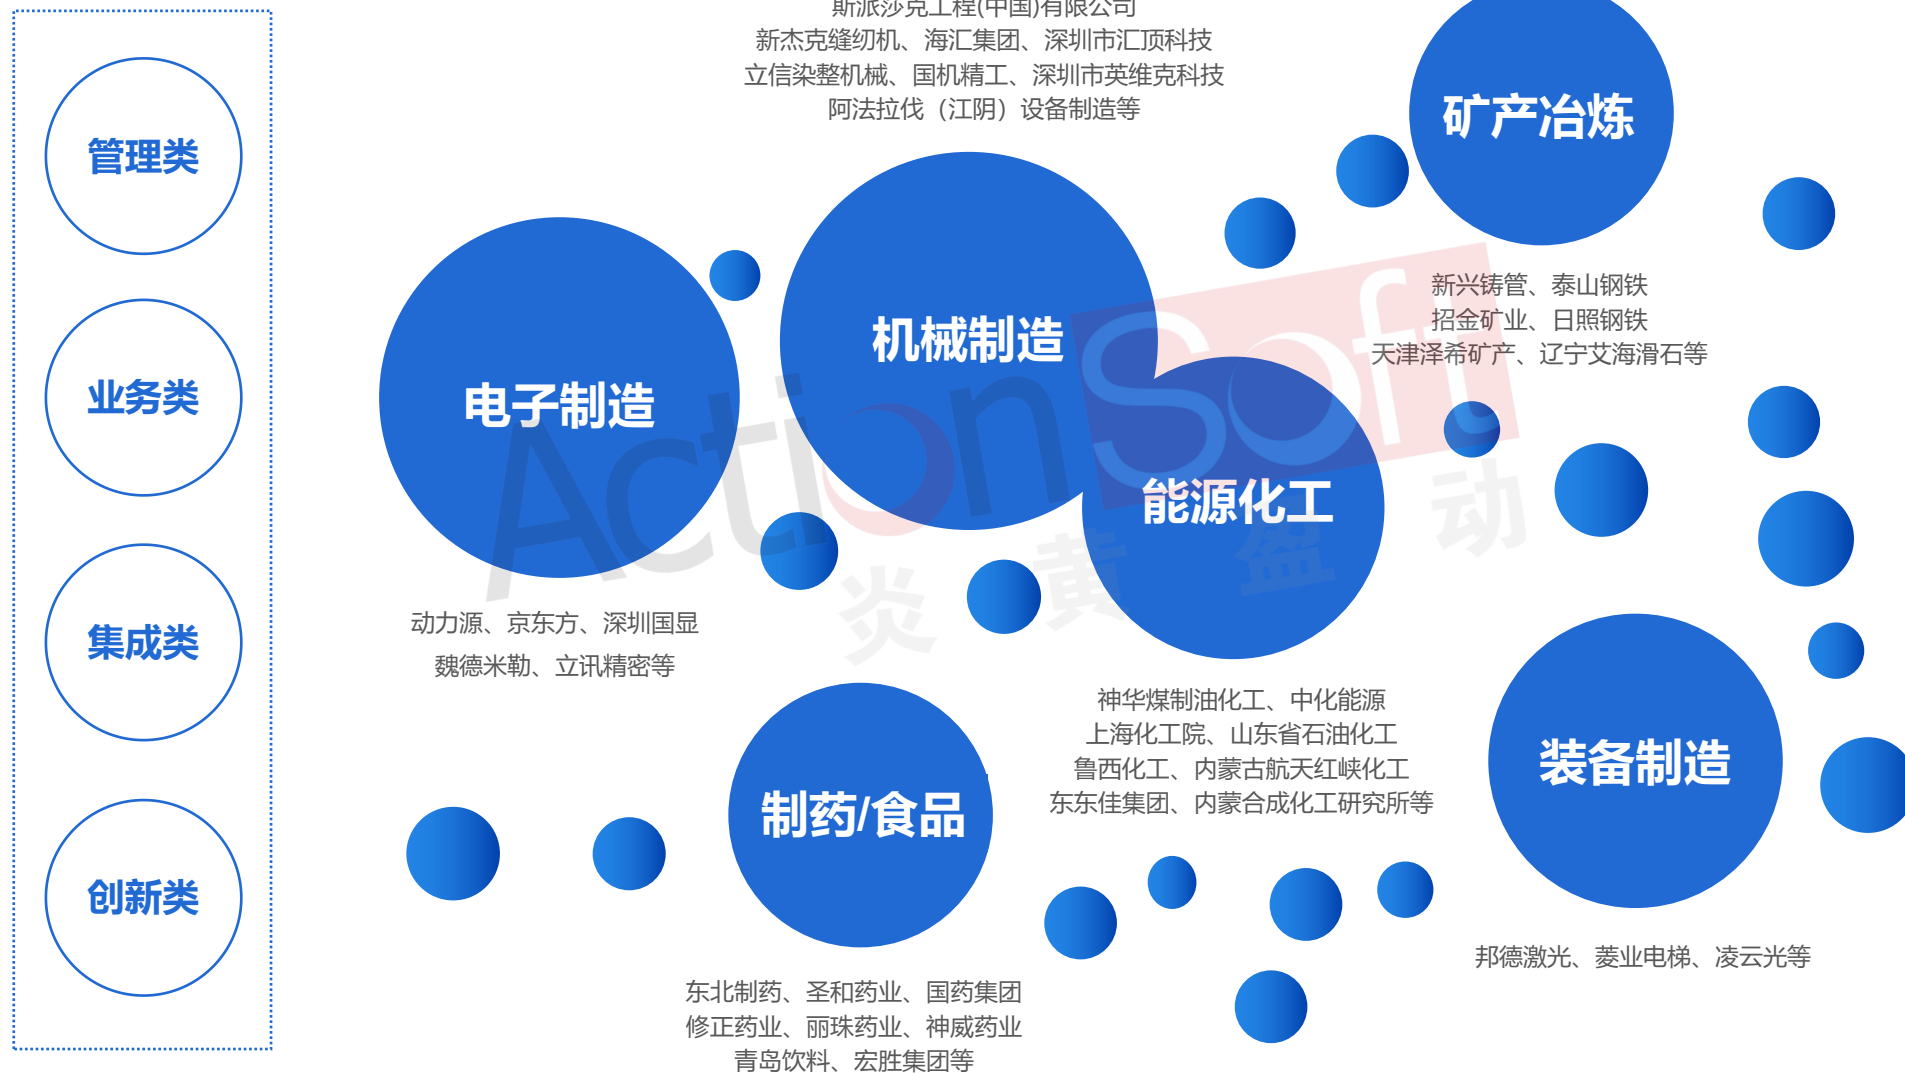 管理类
业务类
集成类
创新类
斯派莎克工程(中国)有限公司
新杰克缝纫机、海汇集团、深圳市汇顶科技
立信染整机械、国机精工、深圳市英维克科技
阿法拉伐（江阴）设备制造等
机械制造
矿产冶炼
新兴铸管、泰山钢铁
招金矿业、日照钢铁
天津泽希矿产、辽宁艾海滑石等
电子制造
动力源、京东方、深圳国显
魏德米勒、立讯精密等
能源化工
神华煤制油化工、中化能源
上海化工院、山东省石油化工
鲁西化工、内蒙古航天红峡化工
东东佳集团、内蒙合成化工研究所等
制药/食品
东北制药、圣和药业、国药集团
修正药业、丽珠药业、神威药业
青岛饮料、宏胜集团等
装备制造
邦德激光、菱业电梯、凌云光等
ActionSoft
炎黄盈动